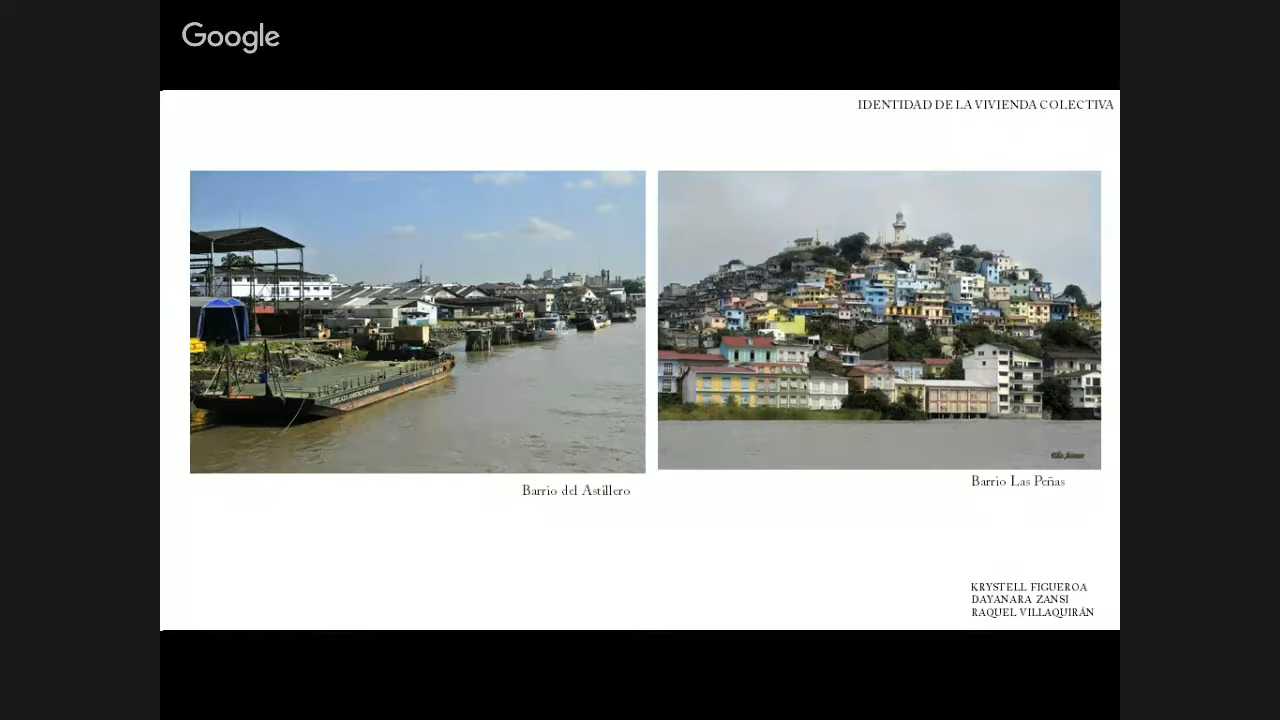 Google
IDENTIDAD DE LA VIVIENDA COLECTIVA
Barrio del Astillero
Barrio Las Peñas
KRYSTELL FIGUEROA
DAYANARA ZANSI
RAQUEL VILLAQUIRÁN